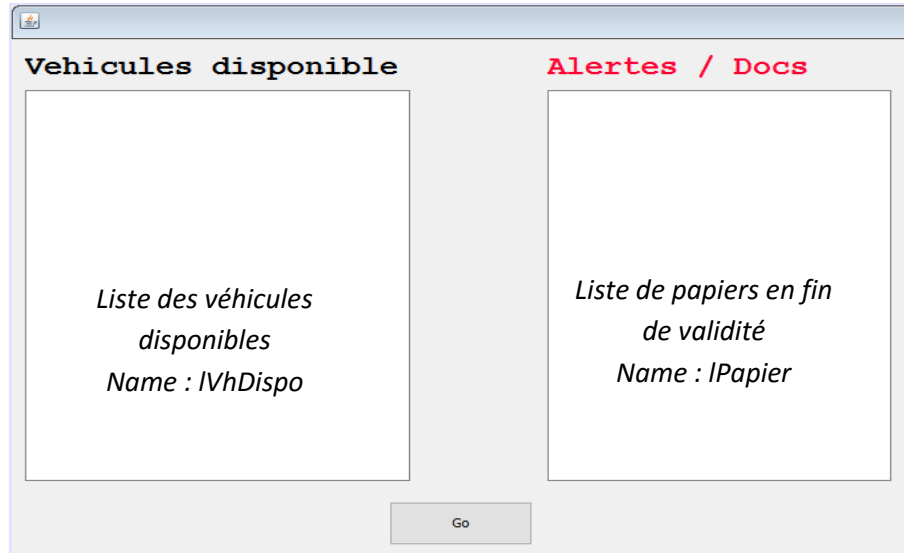 Vehicules disponible
Alertes / Docs
Liste des véhicules
disponibles
Name : lVhDispo
Liste de papiers en fin
de validité
Name : lPapier
Go